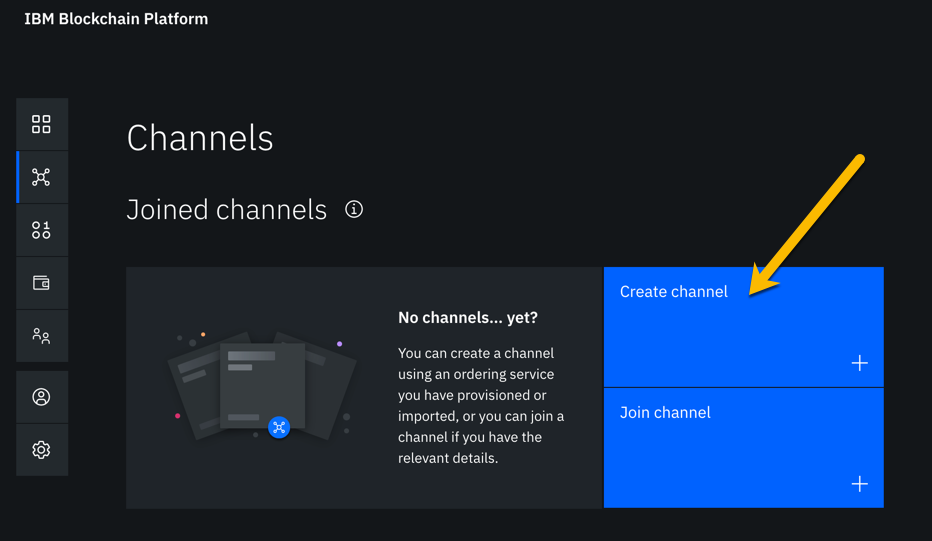 IBM Blockchain Platform
Channels
Joined channels
No channels... yet?
You can create a channel
using an ordering service
you have provisioned or
imported, or you can join a
channel if you have the
relevant details.
Create channel
Join channel